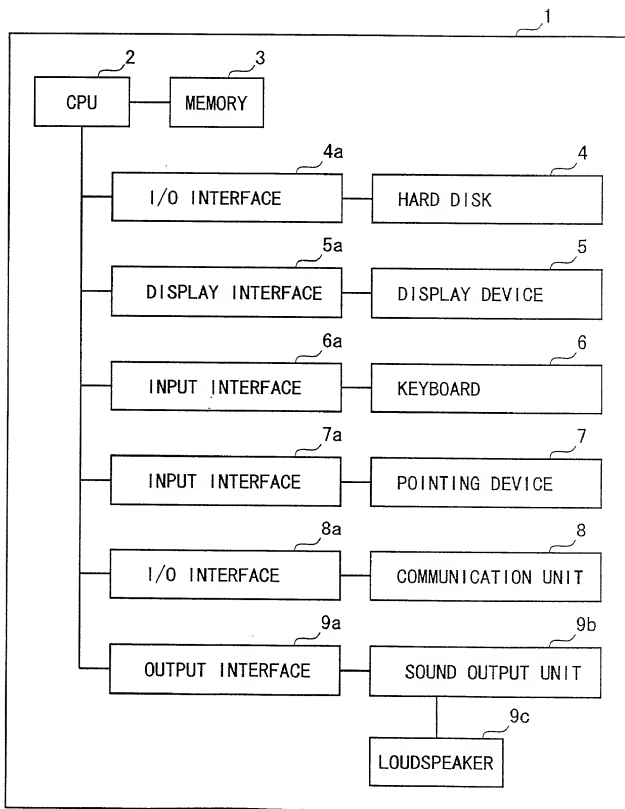 1
2 3
CPU MEMORY
4a 4
I/O INTERFACE HARD DISK
5a 5
DISPLAY INTERFACE DISPLAY DEVICE
6a 6
INPUT INTERFACE KEYBOARD
7a 7
INPUT INTERFACE POINTING DEVICE
8a 8
I/O INTERFACE COMMUNICATION UNIT
9a 9b
OUTPUT INTERFACE SOUND OUTPUT UNIT
9c
LOUDSPEAKER